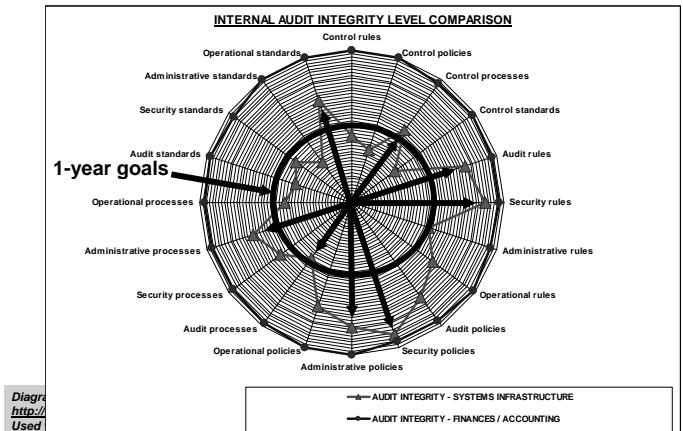 INTERNAL AUDIT INTEGRITY LEVEL COMPARISON
Control rules
Operational standards
Control policies
Administrative standards
Control processes
Security standards
Control standards
Audit standards
Audit rules
1-year goals
Operational processes
Security rules
Administrative processes
Administrative rules
Security processes
Operational rules
Audit processes
Audit policies
Operational policies
Security policies
Administrative policies
AUDIT INTEGRITY - SYSTEMS INFRASTRUCTURE
AUDIT INTEGRITY - FINANCES / ACCOUNTING
http://
Used